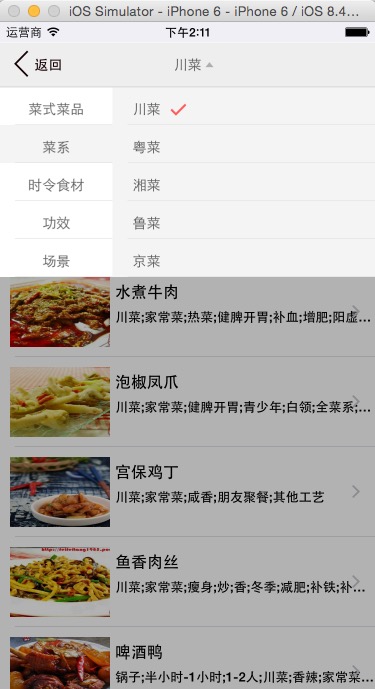 iOS Simulator - iPhone 6 - iPhone 6 / iOS 8.4...
运营商 下午2:11
返回 川菜
菜式菜品 川菜
菜系 粤菜
时令食材 湘菜
功效 鲁菜
场景 京菜
水煮牛肉
川菜;家常菜;热菜;健脾开胃;补血;增肥;阳虚...
泡椒凤爪
川菜;家常菜;健脾开胃;青少年;白领;全菜系;...
宫保鸡丁
川菜;家常菜;咸香;朋友聚餐;其他工艺
鱼香肉丝
川菜;家常菜;瘦身;炒;香;冬季;减肥;补铁;补...
啤酒鸭
锅子;半小时-1小时;1-2人;川菜;香辣;家常菜...